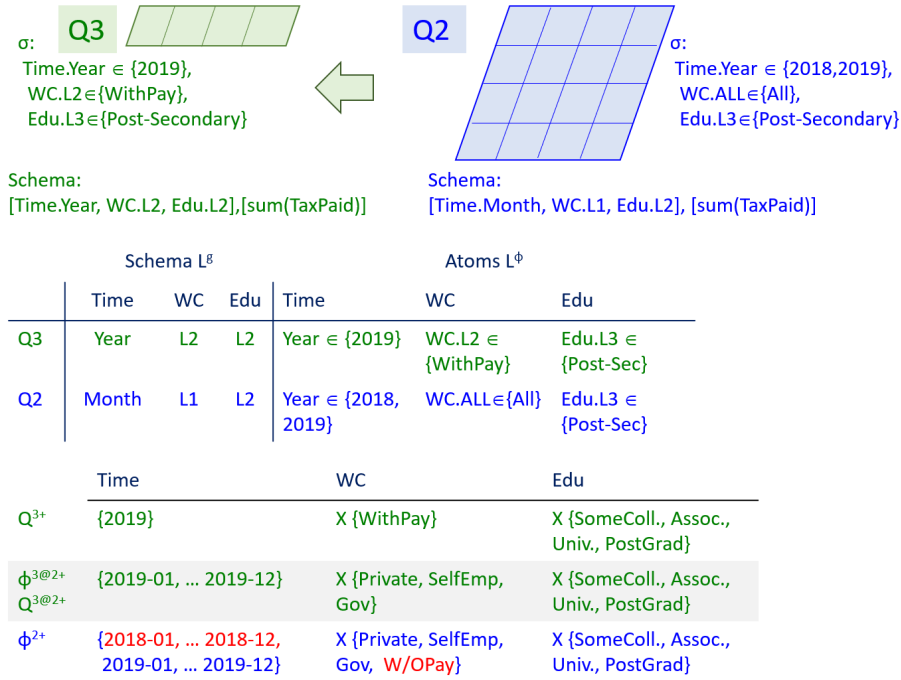 Q3
σ:
Time.Year ∈ {2019},
WC.L2∈{WithPay},
Edu.L3∈{Post-Secondary}
Q2
σ:
Time.Year ∈ {2018,2019},
WC.ALL∈{All},
Edu.L3∈{Post-Secondary}
Schema:
[Time.Year, WC.L2, Edu.L2],[sum(TaxPaid)]
Schema:
[Time.Month, WC.L1, Edu.L2], [sum(TaxPaid)]
Schema Lᵍ Atoms Lᶲ
Time WC Edu Time WC Edu
Q3 Year L2 L2 Year ∈ {2019} WC.L2 ∈ Edu.L3 ∈
{WithPay} {Post-Sec}
Q2 Month L1 L2 Year ∈ {2018, WC.ALL∈{All} Edu.L3 ∈
2019} {Post-Sec}
Time WC Edu
Q³⁺ {2019} X {WithPay} X {SomeColl., Assoc.,
Univ., PostGrad}
ϕ³@²⁺ {2019-01, ... 2019-12} X {Private, SelfEmp, X {SomeColl., Assoc.,
Q³@²⁺ Gov} Univ., PostGrad}
ϕ²⁺ {2018-01, ... 2018-12, X {Private, SelfEmp, X {SomeColl., Assoc.,
2019-01, ... 2019-12} Gov, W/OPay} Univ., PostGrad}